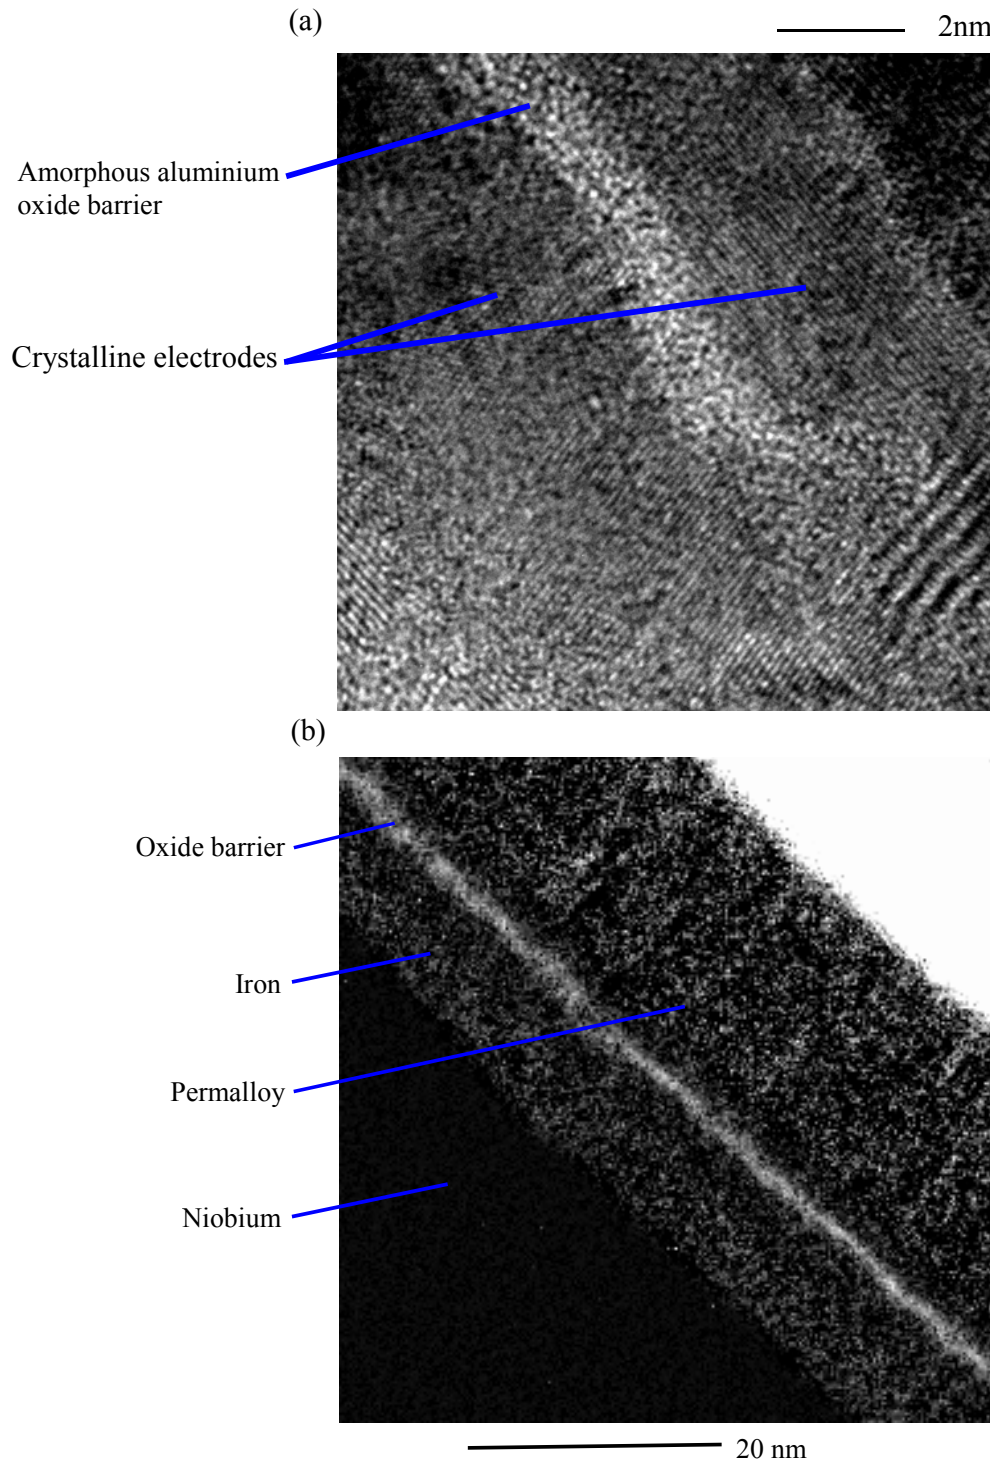 (a)
2nm
Amorphous aluminium
oxide barrier
Crystalline electrodes
(b)
Oxide barrier
Iron
Permalloy
Niobium
20 nm